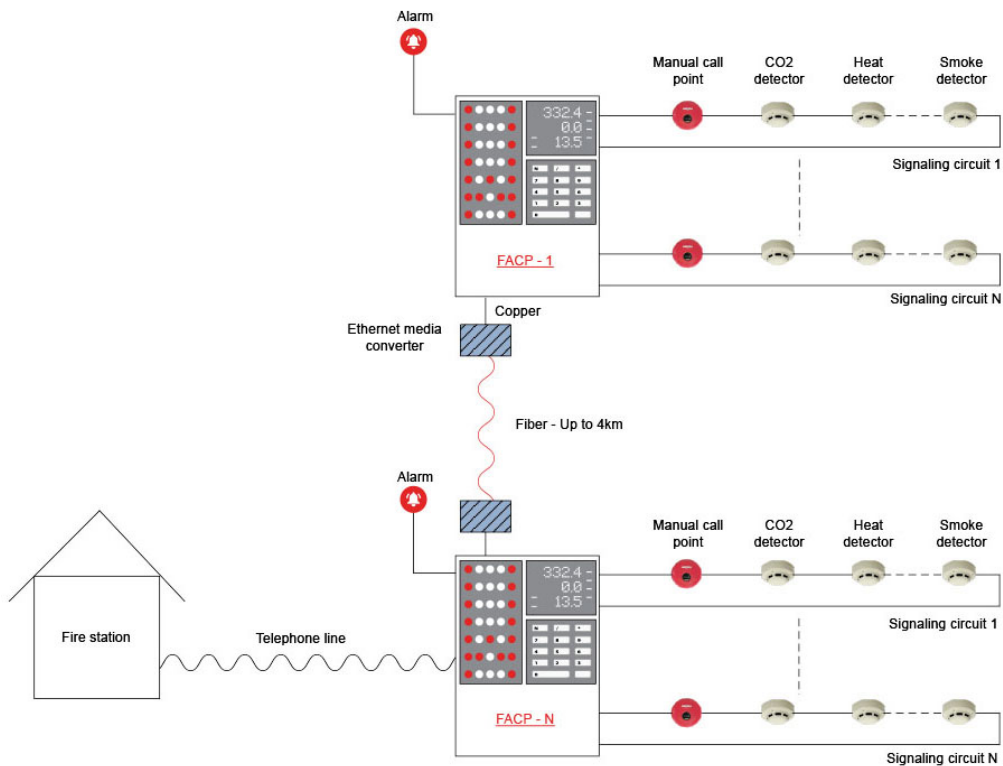 Alarm
Manual call
point
CO2
detector
Heat
detector
Smoke
detector
332.4
0.0
13.5
Signaling circuit 1
FACP - 1
Signaling circuit N
Copper
Ethernet media
converter
Fiber - Up to 4km
Alarm
Manual call
point
CO2
detector
Heat
detector
Smoke
detector
332.4
0.0
13.5
Signaling circuit 1
Fire station
Telephone line
FACP - N
Signaling circuit N